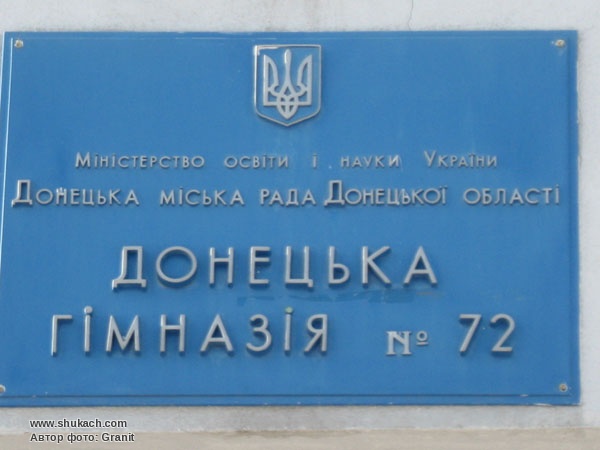 Міністерство освіти і науки України
Донецька міська рада Донецької області
ДОНЕЦЬКА
ГІМНАЗІЯ № 72
www.shukach.com
Автор фото: Granit